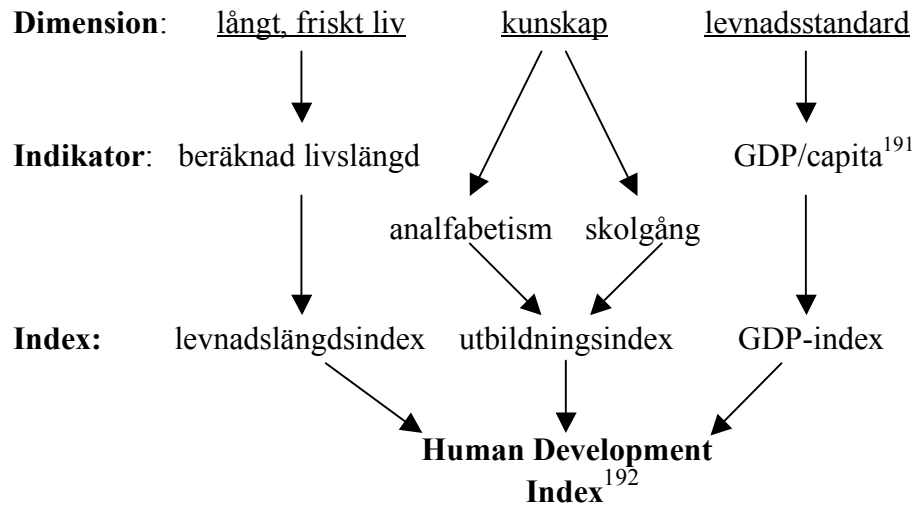 Dimension: långt, friskt liv kunskap levnadsstandard
Indikator: beräknad livslängd GDP/capita191
analfabetism skolgång
Index: levnadslängdsindex utbildningsindex GDP-index
Human Development
Index192